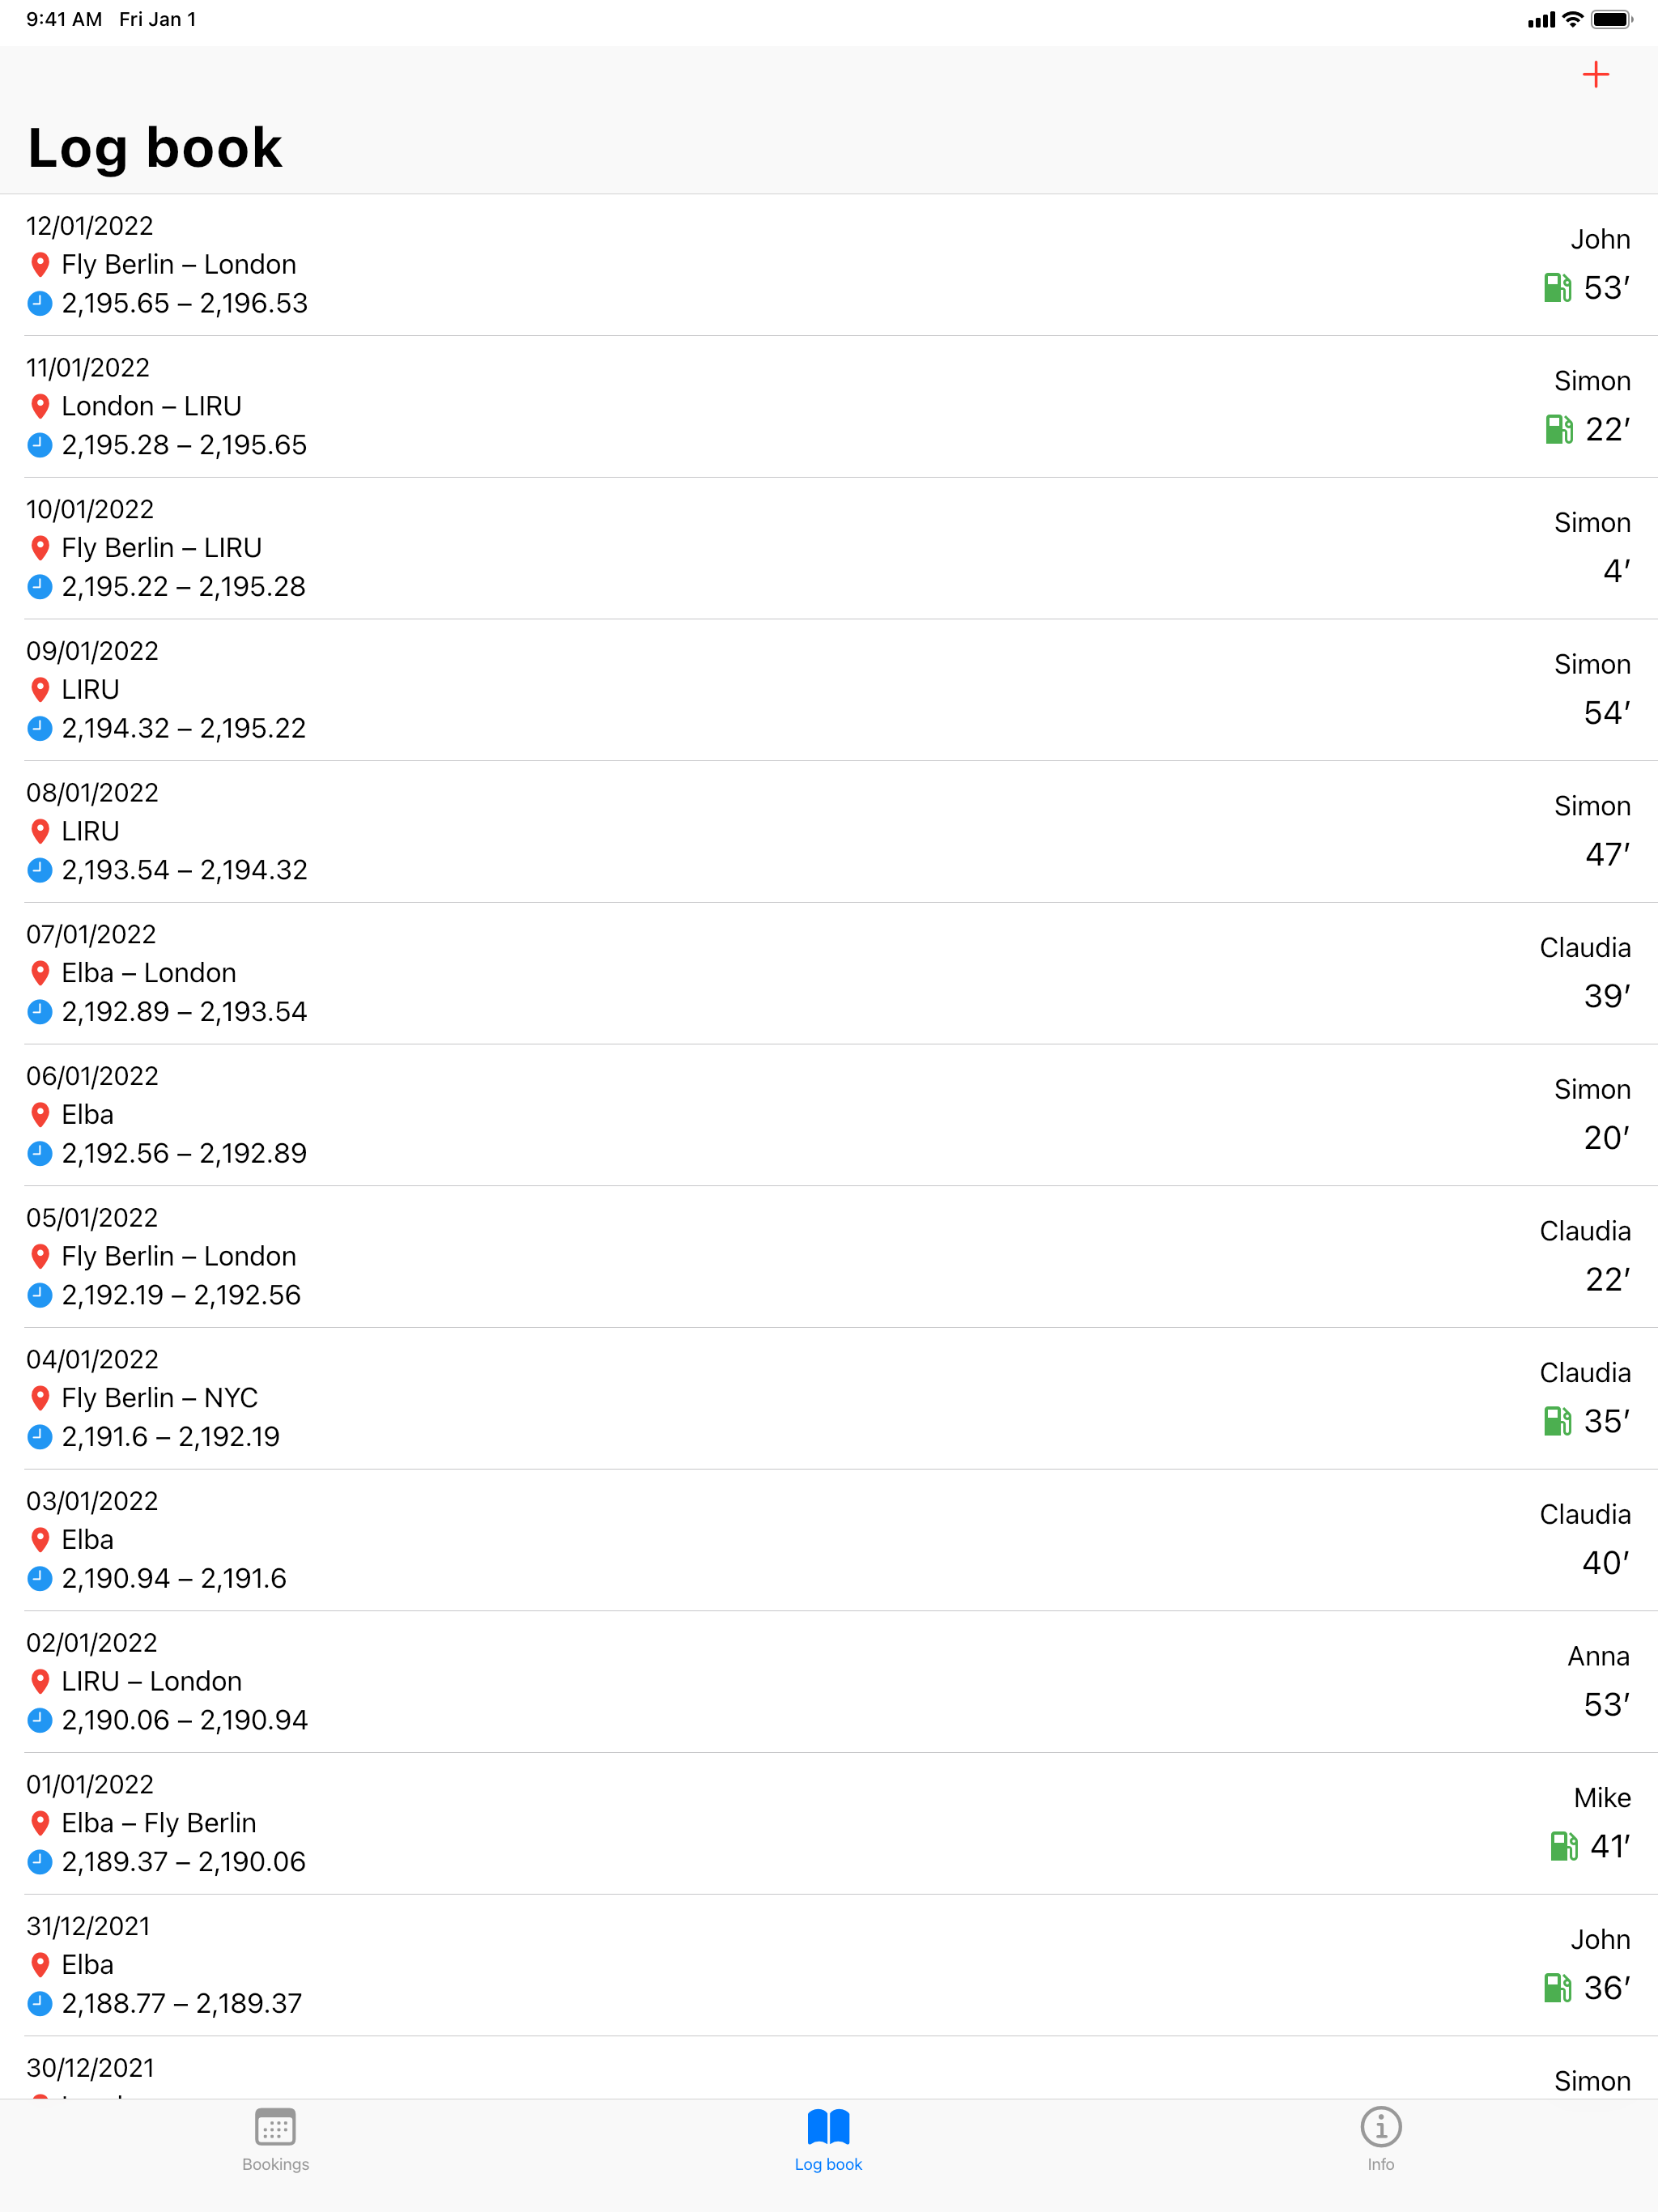 9:41 AM Fri Jan 1
Log book
12/01/2022
John
Fly Berlin – London
53′
2,195.65 – 2,196.53
11/01/2022
Simon
London – LIRU
22′
2,195.28 – 2,195.65
10/01/2022
Simon
Fly Berlin – LIRU
4′
2,195.22 – 2,195.28
09/01/2022
Simon
LIRU
54′
2,194.32 – 2,195.22
08/01/2022
Simon
LIRU
47′
2,193.54 – 2,194.32
07/01/2022
Claudia
Elba – London
39′
2,192.89 – 2,193.54
06/01/2022
Simon
Elba
20′
2,192.56 – 2,192.89
05/01/2022
Claudia
Fly Berlin – London
22′
2,192.19 – 2,192.56
04/01/2022
Claudia
Fly Berlin – NYC
35′
2,191.6 – 2,192.19
03/01/2022
Claudia
Elba
40′
2,190.94 – 2,191.6
02/01/2022
Anna
LIRU – London
53′
2,190.06 – 2,190.94
01/01/2022
Mike
Elba – Fly Berlin
41′
2,189.37 – 2,190.06
31/12/2021
John
Elba
36′
2,188.77 – 2,189.37
30/12/2021
Simon
Bookings
Log book
Info